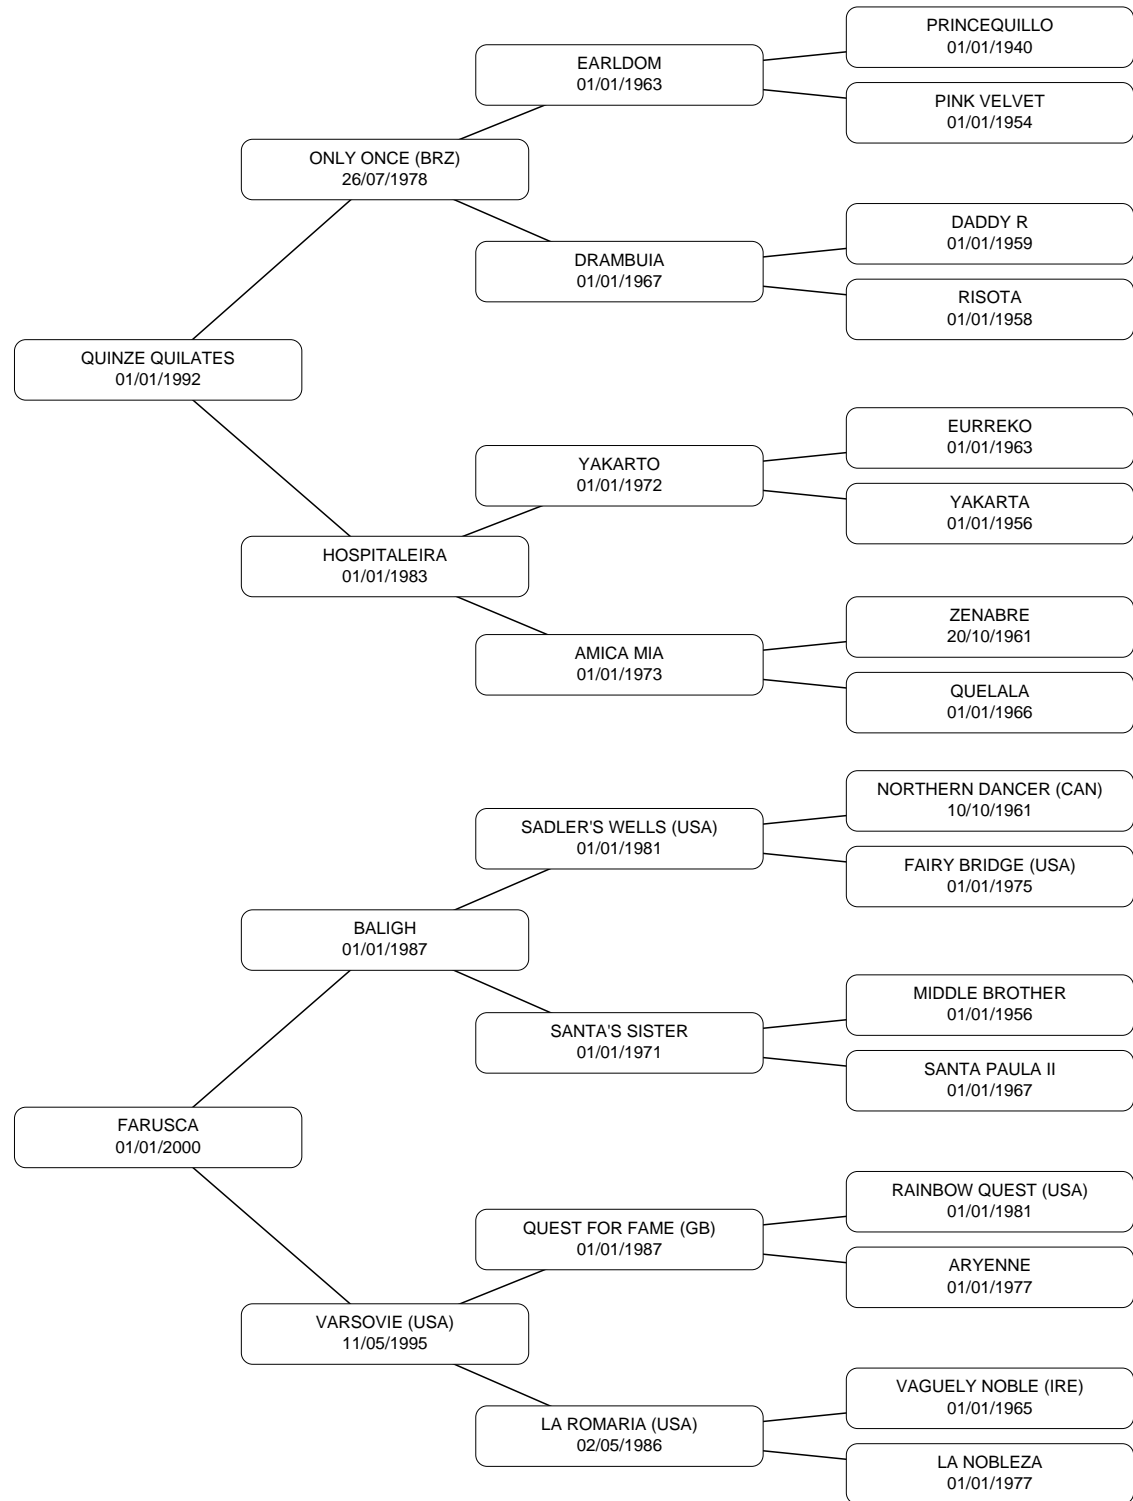 PRINCEQUILLO
01/01/1940
EARLDOM
01/01/1963
PINK VELVET
01/01/1954
ONLY ONCE (BRZ)
26/07/1978
DADDY R
01/01/1959
DRAMBUIA
01/01/1967
RISOTA
01/01/1958
QUINZE QUILATES
01/01/1992
EURREKO
01/01/1963
YAKARTO
01/01/1972
YAKARTA
01/01/1956
HOSPITALEIRA
01/01/1983
ZENABRE
20/10/1961
AMICA MIA
01/01/1973
QUELALA
01/01/1966
NORTHERN DANCER (CAN)
10/10/1961
SADLER'S WELLS (USA)
01/01/1981
FAIRY BRIDGE (USA)
01/01/1975
BALIGH
01/01/1987
MIDDLE BROTHER
01/01/1956
SANTA'S SISTER
01/01/1971
SANTA PAULA II
01/01/1967
FARUSCA
01/01/2000
RAINBOW QUEST (USA)
01/01/1981
QUEST FOR FAME (GB)
01/01/1987
ARYENNE
01/01/1977
VARSOVIE (USA)
11/05/1995
VAGUELY NOBLE (IRE)
01/01/1965
LA ROMARIA (USA)
02/05/1986
LA NOBLEZA
01/01/1977